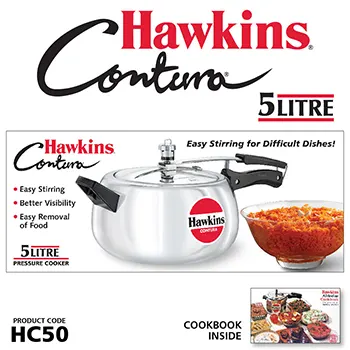 Hawkins
Contura
5 LITRE
Hawkins
Contura
Easy Stirring for Difficult Dishes!
• Easy Stirring
• Better Visibility
• Easy Removal
of Food
Hawkins
CONTURA
5 LITRE
PRESSURE COOKER
PRODUCT CODE
HC50
COOKBOOK
INSIDE
Hawkins